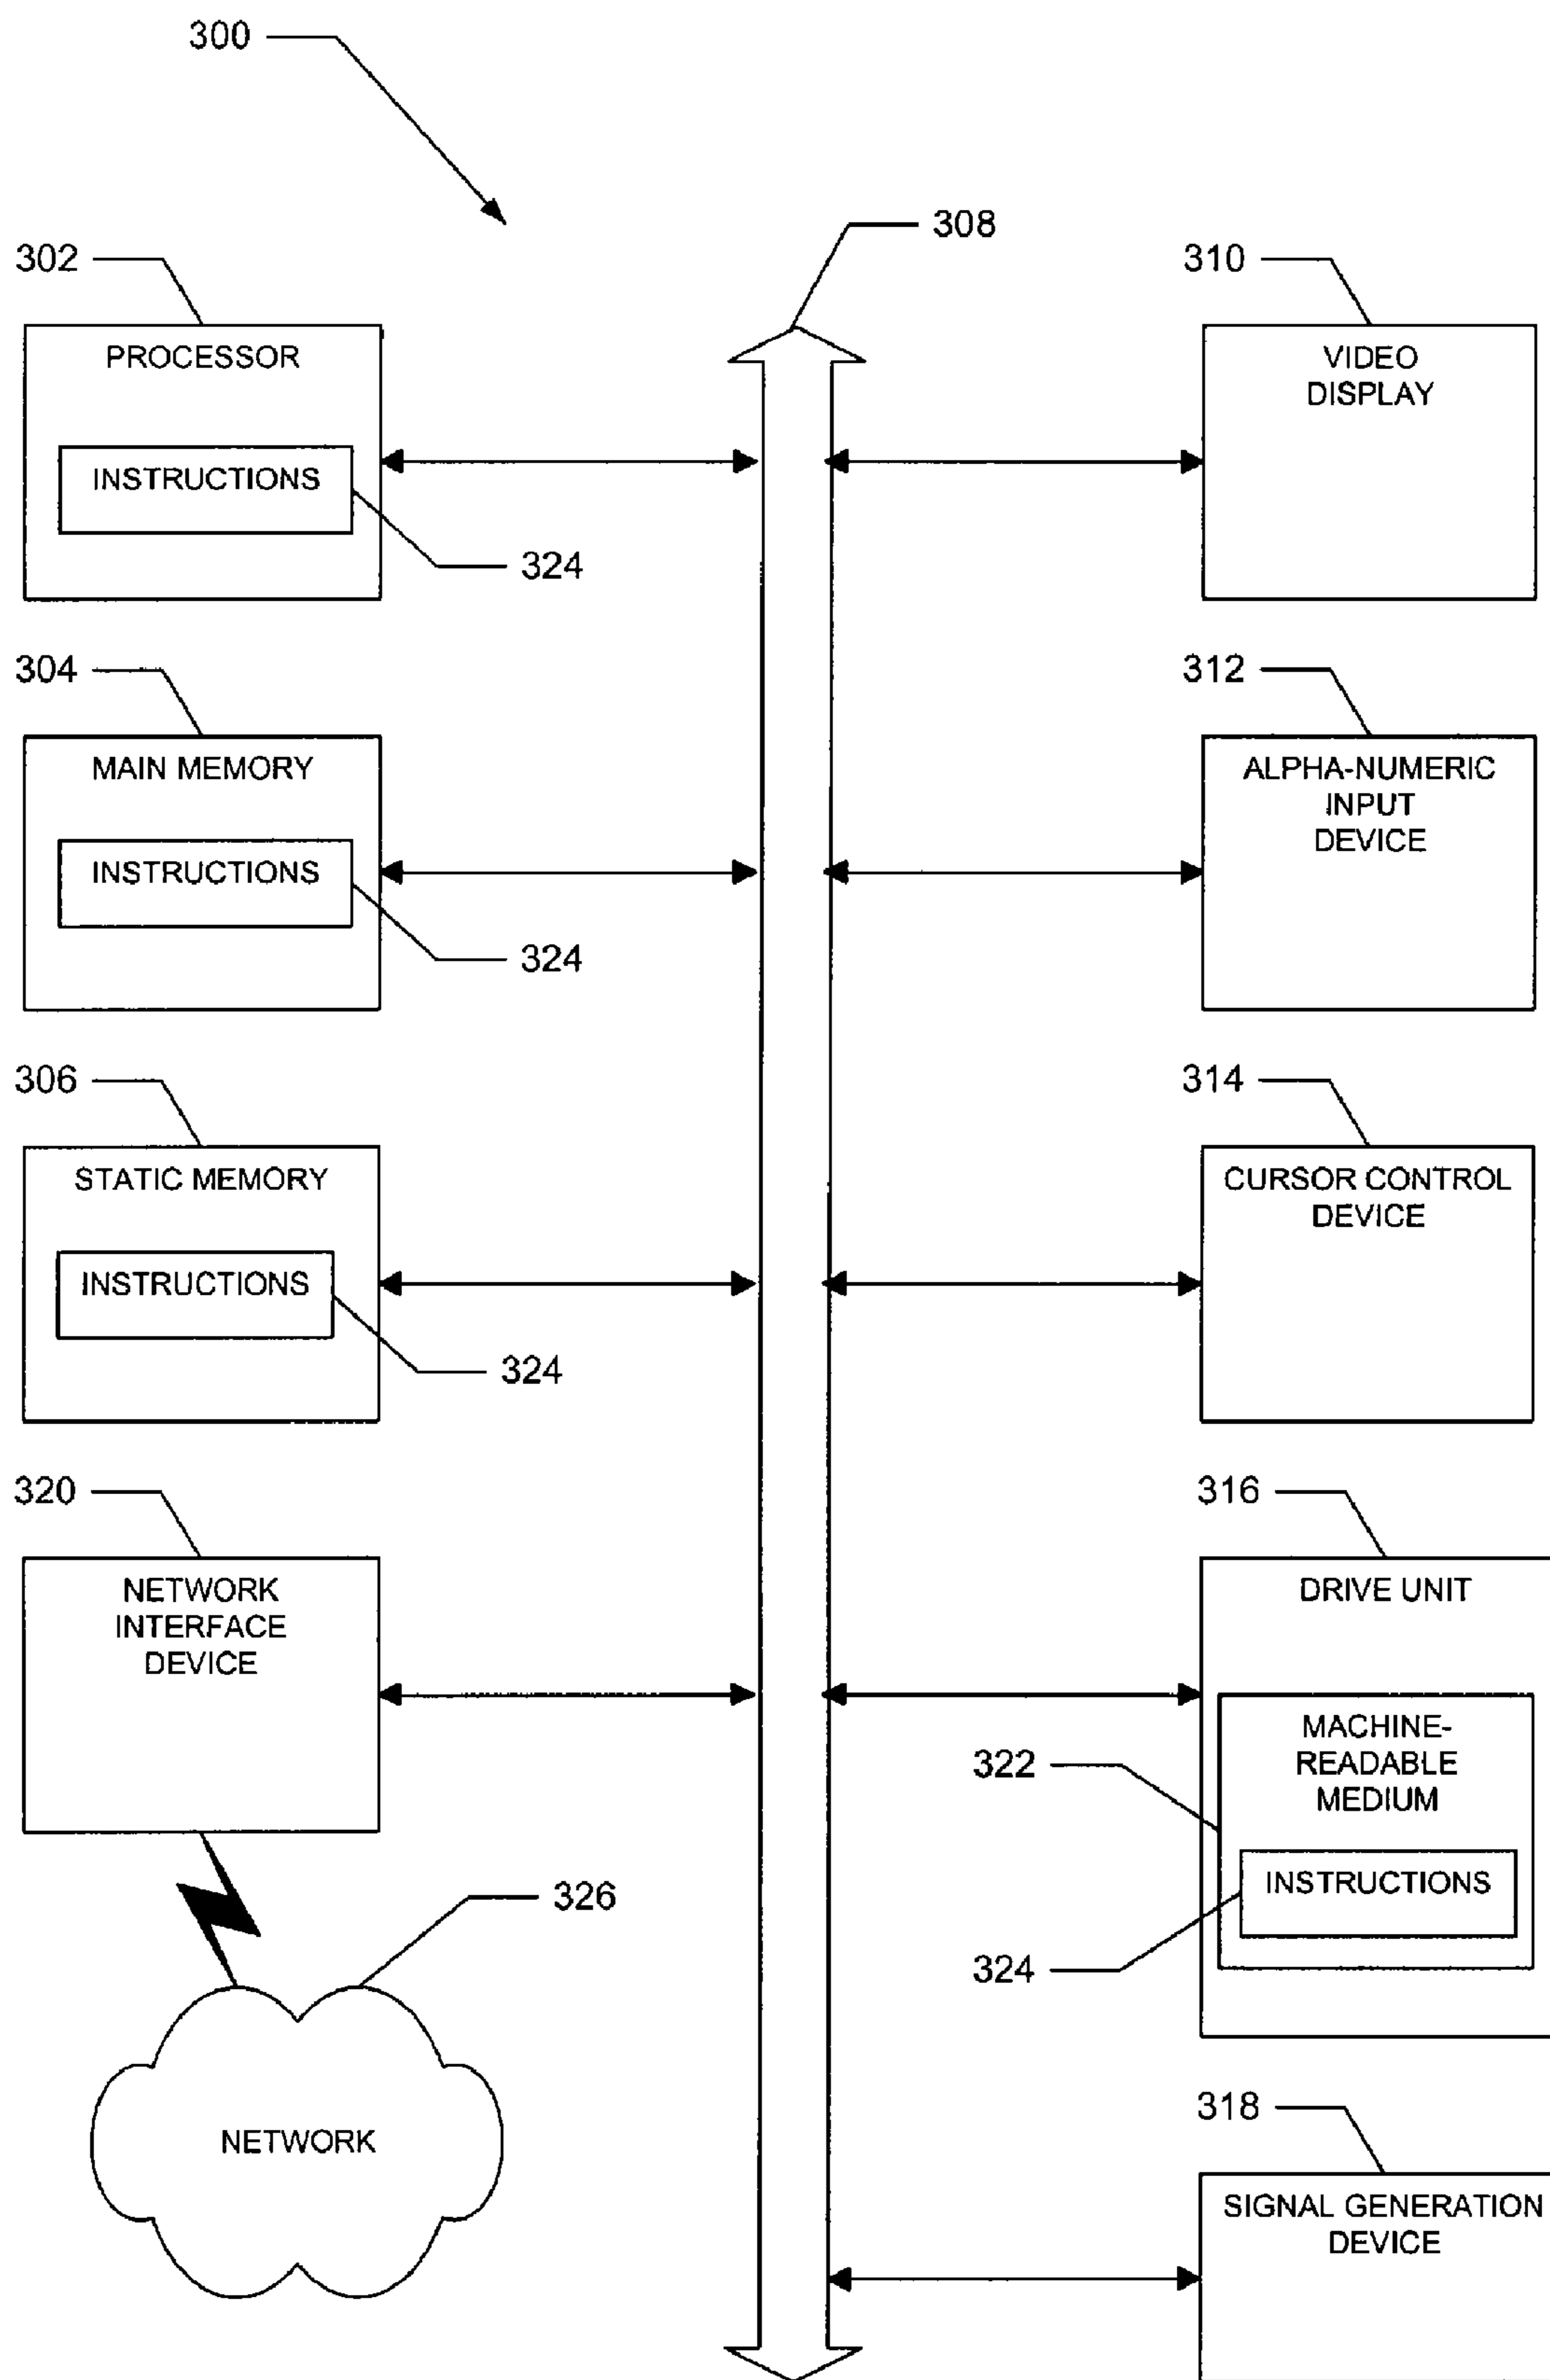 300
308
302
PROCESSOR
INSTRUCTIONS
324
310
VIDEO
DISPLAY
304
MAIN MEMORY
INSTRUCTIONS
324
312
ALPHA-NUMERIC
INPUT
DEVICE
306
STATIC MEMORY
INSTRUCTIONS
324
314
CURSOR CONTROL
DEVICE
320
NETWORK
INTERFACE
DEVICE
316
DRIVE UNIT
322
MACHINE-
READABLE
MEDIUM
INSTRUCTIONS
324
326
NETWORK
318
SIGNAL GENERATION
DEVICE